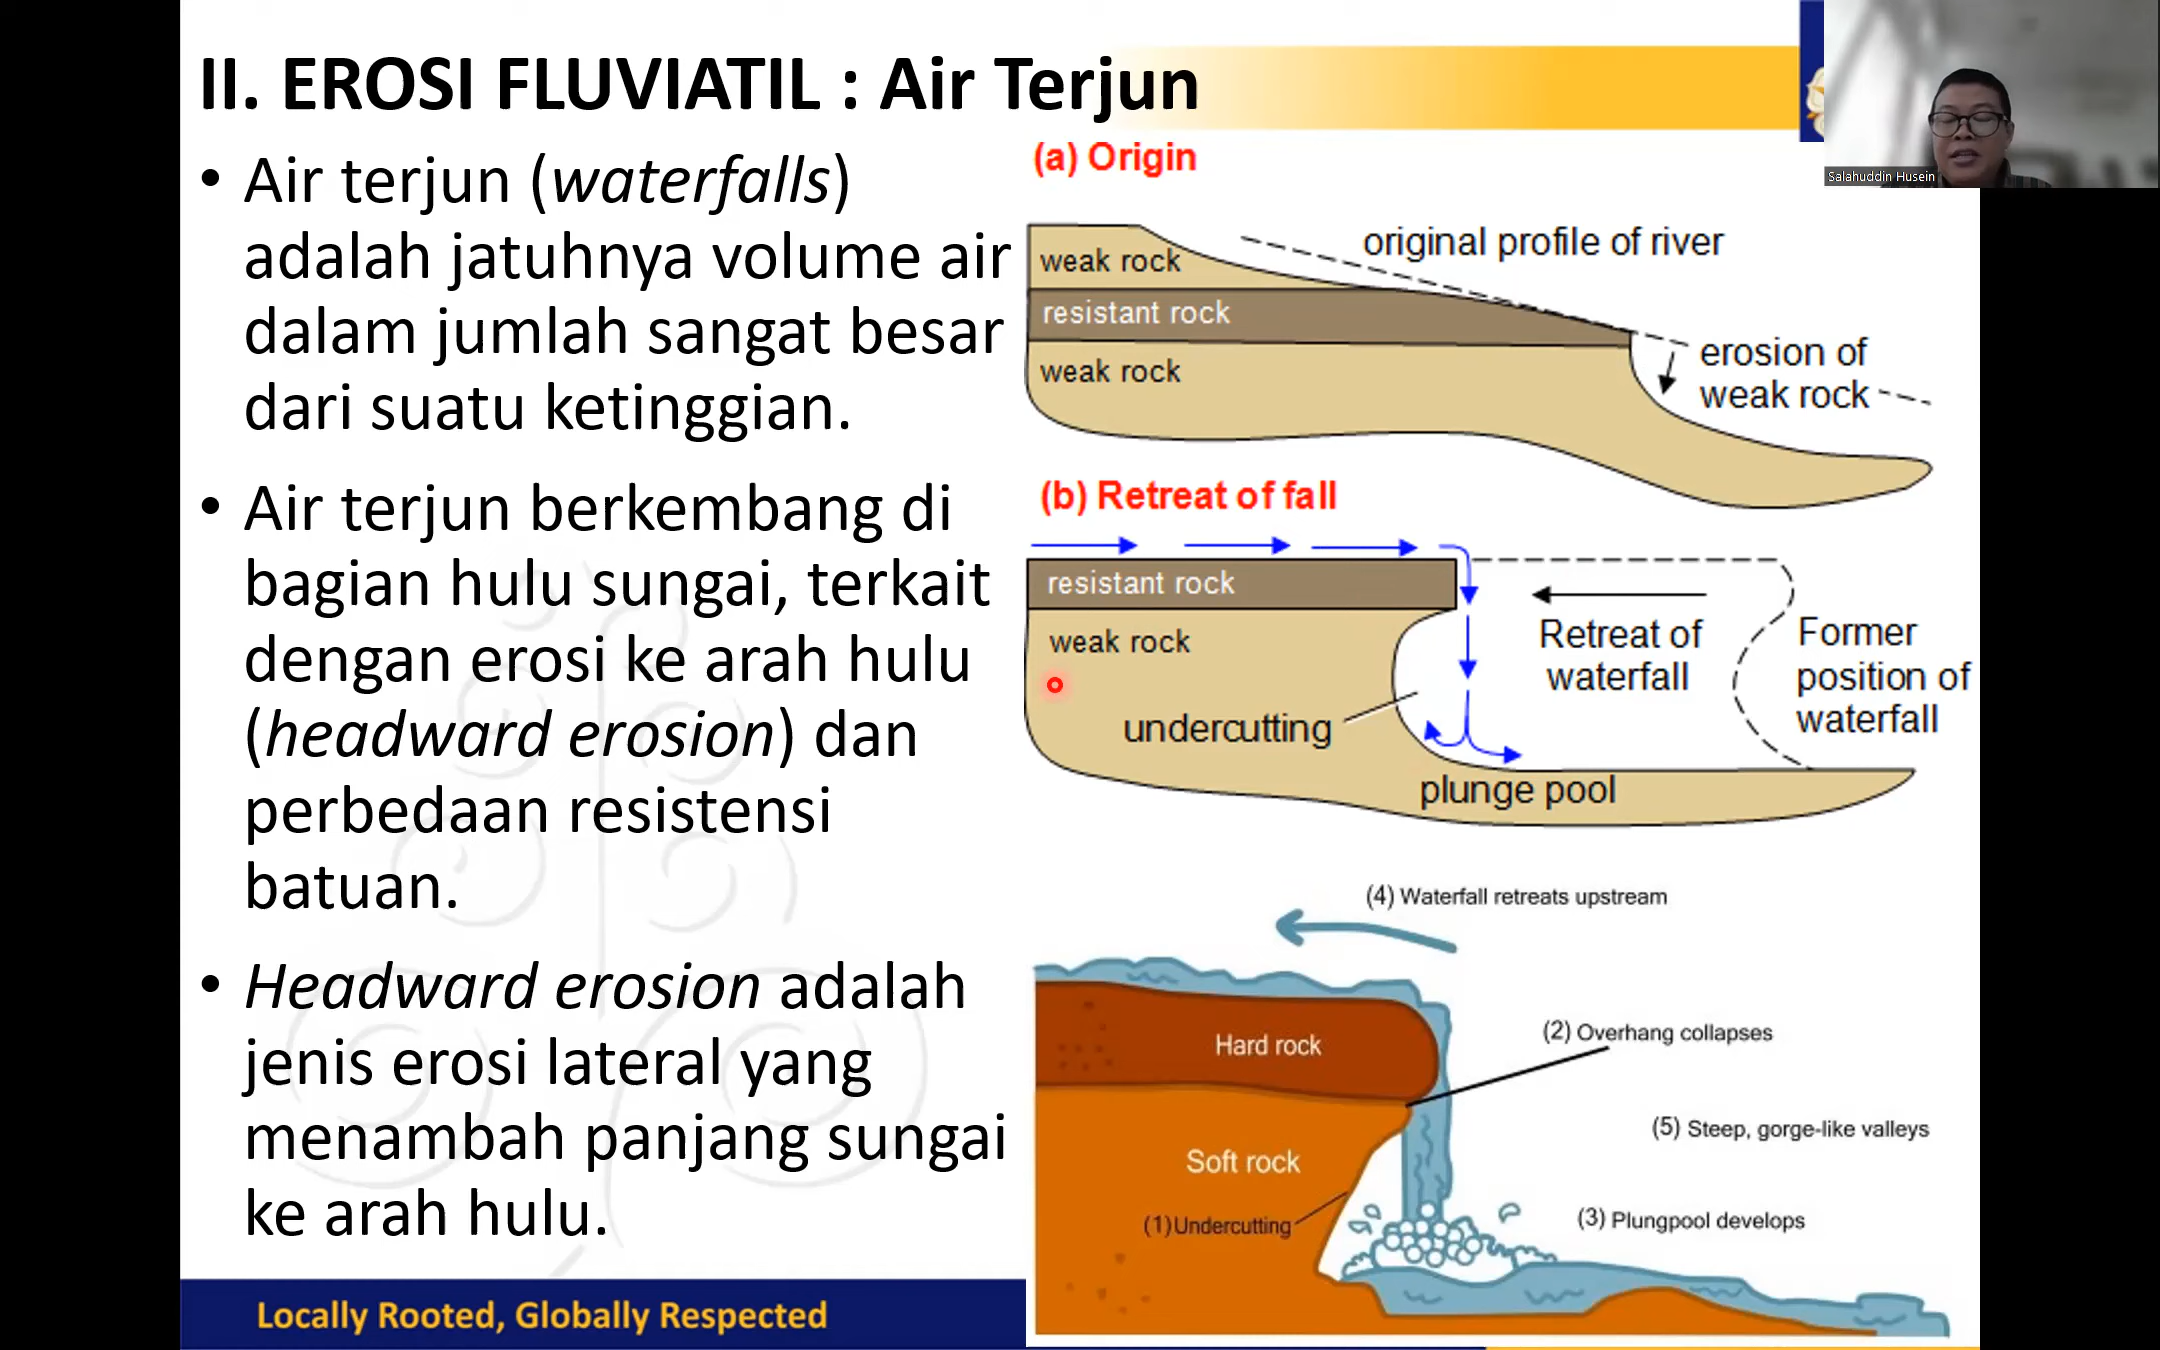 II. EROSI FLUVIATIL : Air Terjun
• Air terjun (waterfalls)
adalah jatuhnya volume air
dalam jumlah sangat besar
dari suatu ketinggian.
• Air terjun berkembang di
bagian hulu sungai, terkait
dengan erosi ke arah hulu
(headward erosion) dan
perbedaan resistensi
batuan.
• Headward erosion adalah
jenis erosi lateral yang
menambah panjang sungai
ke arah hulu.
Locally Rooted, Globally Respected
Salahuddin Husein
(a) Origin
original profile of river
weak rock
resistant rock
weak rock
erosion of
weak rock
(b) Retreat of fall
resistant rock
weak rock
undercutting
Retreat of
waterfall
Former
position of
waterfall
plunge pool
(4) Waterfall retreats upstream
Hard rock
(2) Overhang collapses
(5) Steep, gorge-like valleys
Soft rock
(1)Undercutting
(3) Plungpool develops